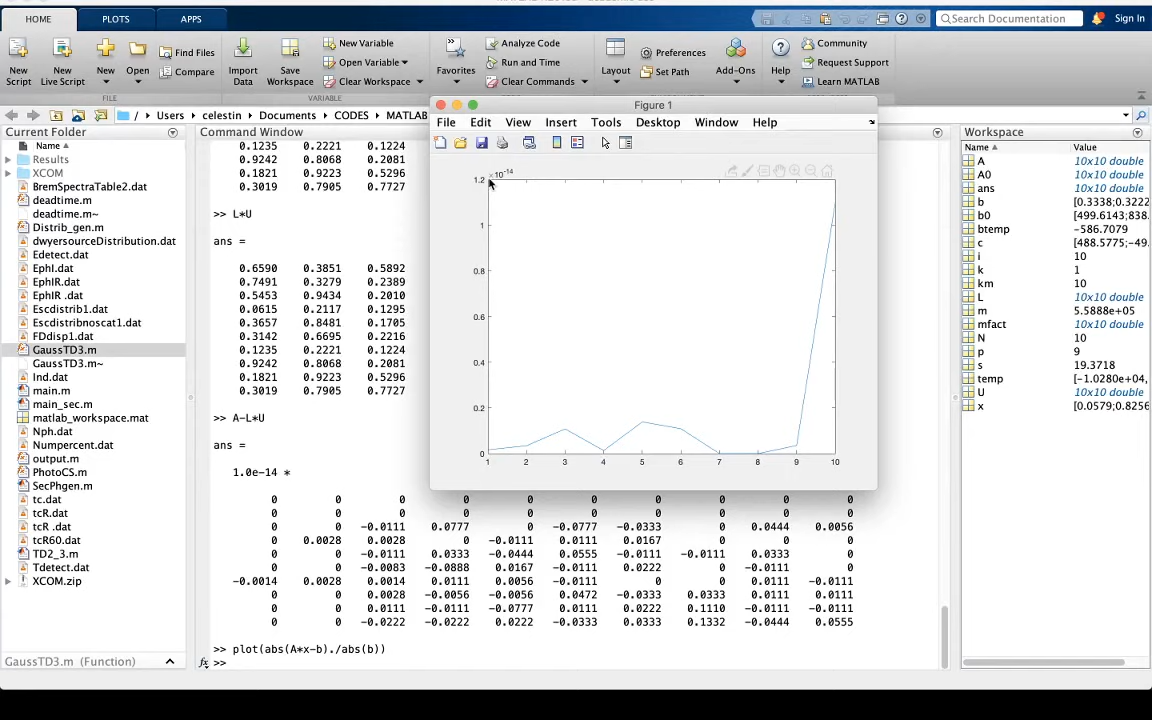 HOME PLOTS APPS
Search Documentation Sign In
New Script
New Live Script
New
Open
Find Files
Compare
FILE
Import Data
Save Workspace
New Variable
Open Variable
Clear Workspace
VARIABLE
Favorites
Analyze Code
Run and Time
Clear Commands
Layout
Preferences
Set Path
Add-Ons
Help
Community
Request Support
Learn MATLAB
/ Users celestin Documents CODES MATLAB
Current Folder
Name
Results
XCOM
BremSpectraTable2.dat
deadtime.m
deadtime.m~
Distrib_gen.m
dwyersourceDistribution.dat
Edetect.dat
EphI.dat
EphIR.dat
EphIR .dat
Escdistrib1.dat
Escdistribnoscat1.dat
FDdisp1.dat
GaussTD3.m
GaussTD3.m~
Ind.dat
main.m
main_sec.m
matlab_workspace.mat
Nph.dat
Numpercent.dat
output.m
PhotoCS.m
SecPhgen.m
tc.dat
tcR.dat
tcR .dat
tcR60.dat
TD2_3.m
Tdetect.dat
XCOM.zip
GaussTD3.m (Function)
Command Window
0.1235 0.2221 0.1224
0.9242 0.8068 0.2081
0.1821 0.9223 0.5296
0.3019 0.7905 0.7727
>> L*U
ans =
0.6590 0.3851 0.5892
0.7491 0.3279 0.2389
0.5453 0.9434 0.2010
0.0615 0.2117 0.1295
0.3657 0.8481 0.1705
0.3142 0.6695 0.2216
0.1235 0.2221 0.1224
0.9242 0.8068 0.2081
0.1821 0.9223 0.5296
0.3019 0.7905 0.7727
>> A-L*U
ans =
1.0e-14 *
0 0 0 0 0 0 0 0 0 0
0 0 0 0 0 0 0 0 0 0
0 0 -0.0111 0.0777 0 -0.0777 -0.0333 0 0.0444 0.0056
0 0.0028 0.0028 0 -0.0111 0.0111 0.0167 0 0 0
0 0 -0.0111 0.0333 -0.0444 0.0555 -0.0111 -0.0111 0.0333 0
0 0 -0.0083 -0.0888 0.0167 -0.0111 0.0222 0 -0.0111 0
-0.0014 0.0028 0.0014 0.0111 0.0056 -0.0111 0 0 0.0111 -0.0111
0 0 0.0028 -0.0056 -0.0056 0.0472 -0.0333 0.0333 0.0111 0.0111
0 0 0.0111 -0.0111 -0.0777 0.0111 0.0222 0.1110 -0.0111 -0.0111
0 0 -0.0222 0.0222 -0.0333 0.0333 0.1332 -0.0444 0.0555
>> plot(abs(A*x-b)./abs(b))
fx >>
Figure 1
File Edit View Insert Tools Desktop Window Help
×10-14
1.2
1
0.8
0.6
0.4
0.2
0
1 2 3 4 5 6 7 8 9 10
Workspace
Name Value
A 10x10 double
A0 10x10 double
ans 10x10 double
b [0.3338;0.3222
b0 [499.6143;838.
btemp -586.7079
c [488.5775;-49.
i 10
k 1
km 10
L 10x10 double
m 5.5888e+05
mfact 10x10 double
N 10
p 9
s 19.3718
temp [-1.0280e+04,
U 10x10 double
x [0.0579;0.8256